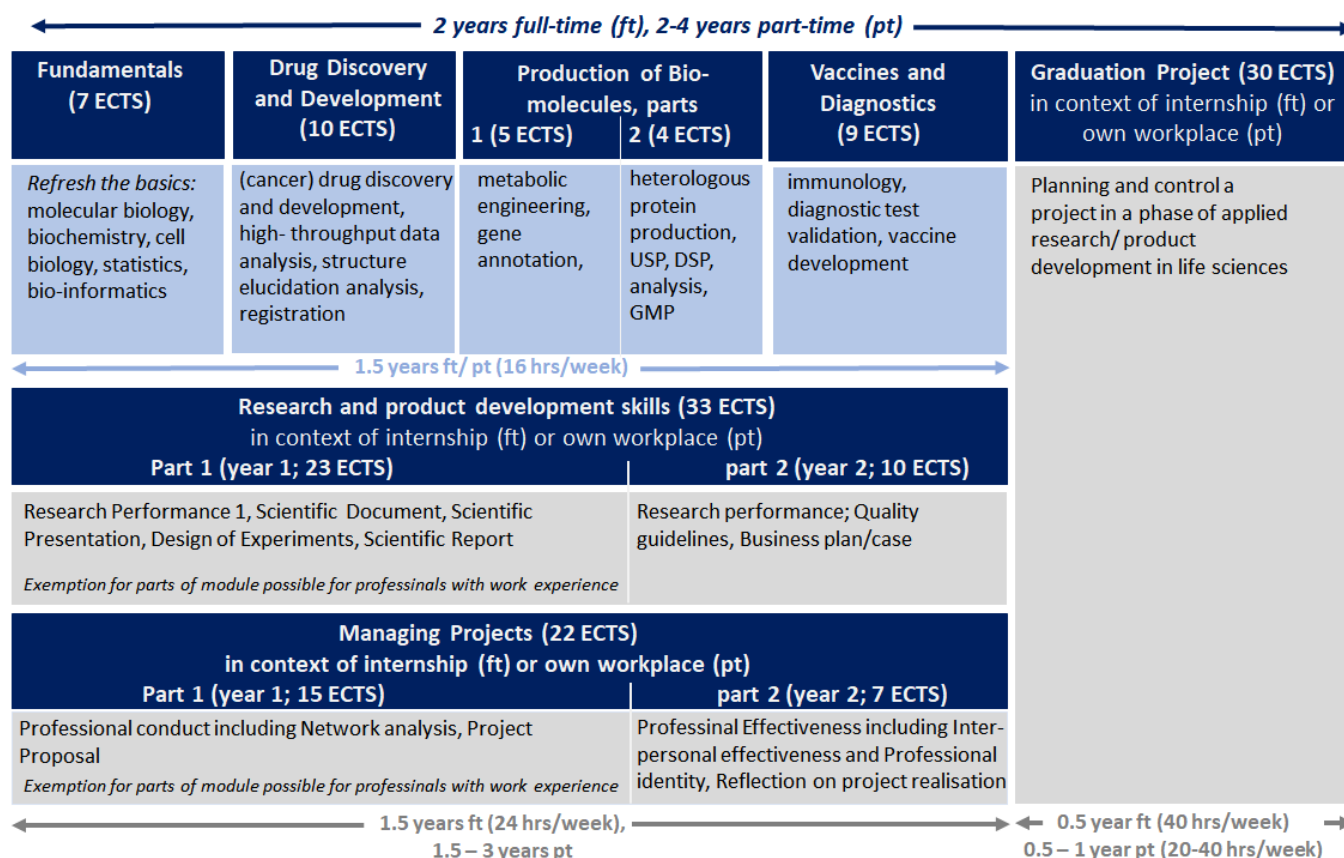 2 years full-time (ft), 2-4 years part-time (pt)
Fundamentals
(7 ECTS)
Drug Discovery
and Development
(10 ECTS)
Production of Bio-
molecules, parts
1 (5 ECTS)
2 (4 ECTS)
Vaccines and
Diagnostics
(9 ECTS)
Graduation Project (30 ECTS)
in context of internship (ft) or
own workplace (pt)
Refresh the basics:
molecular biology,
biochemistry, cell
biology, statistics,
bio-informatics
(cancer) drug discovery
and development,
high- throughput data
analysis, structure
elucidation analysis,
registration
metabolic
engineering,
gene
annotation,
heterologous
protein
production,
USP, DSP,
analysis,
GMP
immunology,
diagnostic test
validation, vaccine
development
Planning and control a
project in a phase of applied
research/ product
development in life sciences
1.5 years ft/ pt (16 hrs/week)
Research and product development skills (33 ECTS)
in context of internship (ft) or own workplace (pt)
Part 1 (year 1; 23 ECTS)
part 2 (year 2; 10 ECTS)
Research Performance 1, Scientific Document, Scientific
Presentation, Design of Experiments, Scientific Report
Exemption for parts of module possible for professinals with work experience
Research performance; Quality
guidelines, Business plan/case
Managing Projects (22 ECTS)
in context of internship (ft) or own workplace (pt)
Part 1 (year 1; 15 ECTS)
part 2 (year 2; 7 ECTS)
Professional conduct including Network analysis, Project
Proposal
Exemption for parts of module possible for professinals with work experience
Professinal Effectiveness including Inter-
personal effectiveness and Professional
identity, Reflection on project realisation
1.5 years ft (24 hrs/week),
1.5 – 3 years pt
0.5 year ft (40 hrs/week)
0.5 – 1 year pt (20-40 hrs/week)